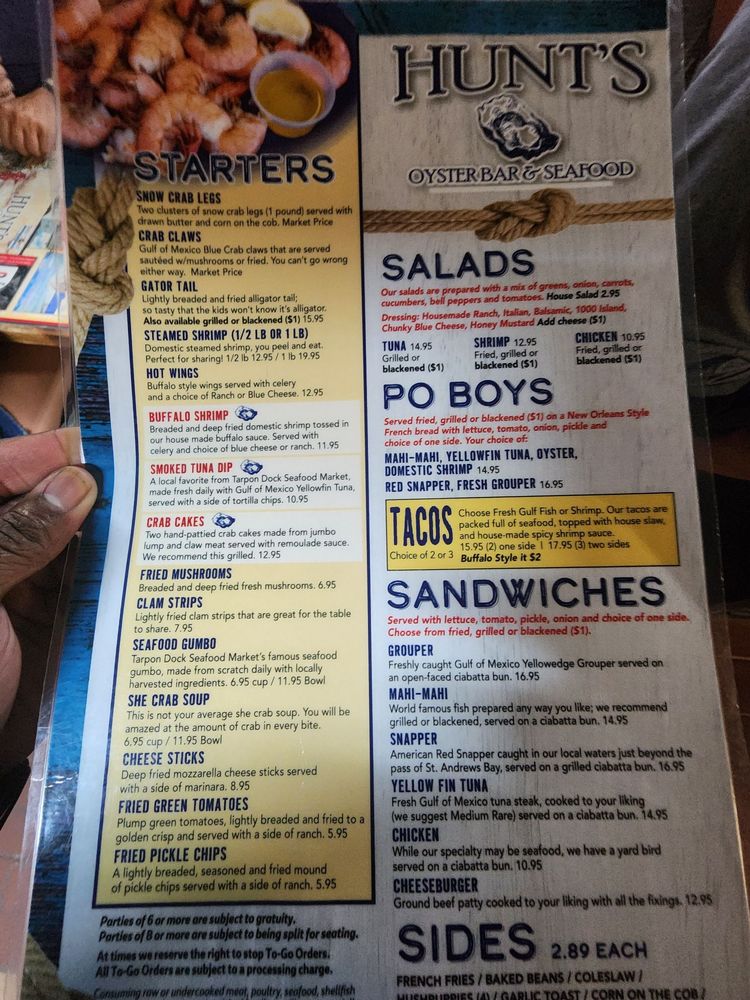 STARTERS
SNOW CRAB LEGS
Two clusters of snow crab legs (1 pound) served with
drawn butter and corn on the cob. Market Price
CRAB CLAWS
Gulf of Mexico Blue Crab claws that are served
sautéed w/mushrooms or fried. You can't go wrong
either way. Market Price
GATOR TAIL
Lightly breaded and fried alligator tail;
so tasty that the kids won't know it's alligator.
Also available grilled or blackened ($1) 15.95
STEAMED SHRIMP (1/2 LB OR 1 LB)
Domestic steamed shrimp, you peel and eat.
Perfect for sharing! 1/2 lb 12.95 / 1 lb 19.95
HOT WINGS
Buffalo style wings served with celery
and a choice of Ranch or Blue Cheese. 12.95
BUFFALO SHRIMP
Breaded and deep fried domestic shrimp tossed in
our house made buffalo sauce. Served with
celery and choice of blue cheese or ranch. 11.95
SMOKED TUNA DIP
A local favorite from Tarpon Dock Seafood Market,
made fresh daily with Gulf of Mexico Yellowfin Tuna,
served with a side of tortilla chips. 10.95
CRAB CAKES
Two hand-pattied crab cakes made from jumbo
lump and claw meat served with remoulade sauce.
We recommend this grilled. 12.95
FRIED MUSHROOMS
Breaded and deep fried fresh mushrooms. 6.95
CLAM STRIPS
Lightly fried clam strips that are great for the table
to share. 7.95
SEAFOOD GUMBO
Tarpon Dock Seafood Market's famous seafood
gumbo, made from scratch daily with locally
harvested ingredients. 6.95 cup / 11.95 Bowl
SHE CRAB SOUP
This is not your average she crab soup. You will be
amazed at the amount of crab in every bite.
6.95 cup / 11.95 Bowl
CHEESE STICKS
Deep fried mozzarella cheese sticks served
with a side of marinara. 8.95
FRIED GREEN TOMATOES
Plump green tomatoes, lightly breaded and fried to a
golden crisp and served with a side of ranch. 5.95
FRIED PICKLE CHIPS
A lightly breaded, seasoned and fried mound
of pickle chips served with a side of ranch. 5.95
Parties of 6 or more are subject to gratuity.
Parties of 8 or more are subject to being split for seating.
At times we reserve the right to stop To-Go Orders.
All To-Go Orders are subject to a processing charge.
Consuming raw or undercooked meat, poultry, seafood, shellfish
HUNT'S
OYSTER BAR & SEAFOOD
SALADS
Our salads are prepared with a mix of greens, onion, carrots,
cucumbers, bell peppers and tomatoes. House Salad 2.95
Dressing: Housemade Ranch, Italian, Balsamic, 1000 Island,
Chunky Blue Cheese, Honey Mustard Add cheese ($1)
TUNA 14.95
Grilled or
blackened ($1)
SHRIMP 12.95
Fried, grilled or
blackened ($1)
CHICKEN 10.95
Fried, grilled or
blackened ($1)
PO BOYS
Served fried, grilled or blackened ($1) on a New Orleans Style
French bread with lettuce, tomato, onion, pickle and
choice of one side. Your choice of:
MAHI-MAHI, YELLOWFIN TUNA, OYSTER,
DOMESTIC SHRIMP 14.95
RED SNAPPER, FRESH GROUPER 16.95
TACOS
Choice of 2 or 3
Choose Fresh Gulf Fish or Shrimp. Our tacos are
packed full of seafood, topped with house slaw,
and house-made spicy shrimp sauce.
15.95 (2) one side | 17.95 (3) two sides
Buffalo Style it $2
SANDWICHES
Served with lettuce, tomato, pickle, onion and choice of one side.
Choose from fried, grilled or blackened ($1).
GROUPER
Freshly caught Gulf of Mexico Yellowedge Grouper served on
an open-faced ciabatta bun. 16.95
MAHI-MAHI
World famous fish prepared any way you like; we recommend
grilled or blackened, served on a ciabatta bun. 14.95
SNAPPER
American Red Snapper caught in our local waters just beyond the
pass of St. Andrews Bay, served on a grilled ciabatta bun. 16.95
YELLOW FIN TUNA
Fresh Gulf of Mexico tuna steak, cooked to your liking
(we suggest Medium Rare) served on a ciabatta bun. 14.95
CHICKEN
While our specialty may be seafood, we have a yard bird
served on a ciabatta bun. 10.95
CHEESEBURGER
Ground beef patty cooked to your liking with all the fixings. 12.95
SIDES 2.89 EACH
FRENCH FRIES / BAKED BEANS / COLESLAW /
HUSHPUPPIES (4) / GARLIC TOAST / CORN ON THE COB /